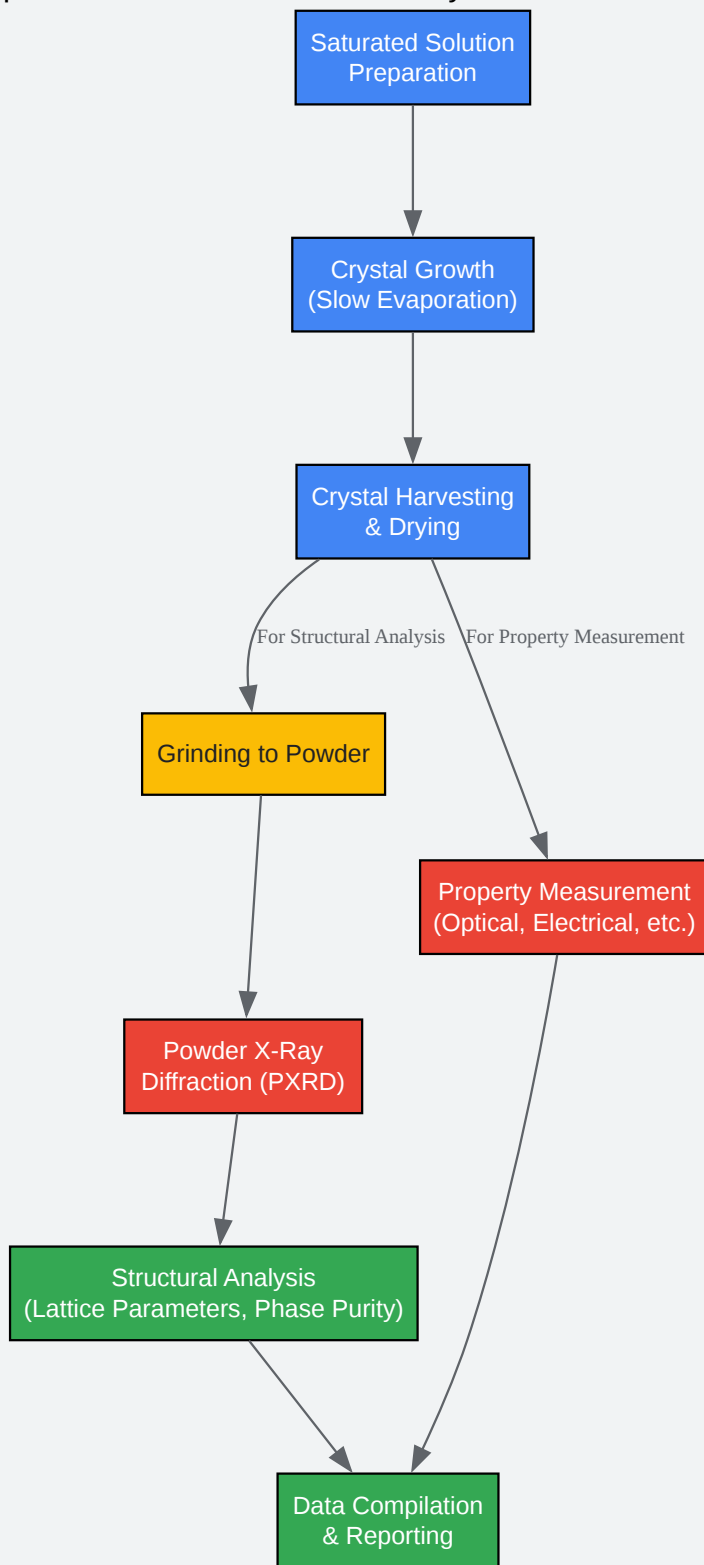 Saturated Solution
Preparation
Crystal Growth
(Slow Evaporation)
Crystal Harvesting
& Drying
For Structural Analysis
For Property Measurement
Grinding to Powder
Property Measurement
(Optical, Electrical, etc.)
Powder X-Ray
Diffraction (PXRD)
Structural Analysis
(Lattice Parameters, Phase Purity)
Data Compilation
& Reporting